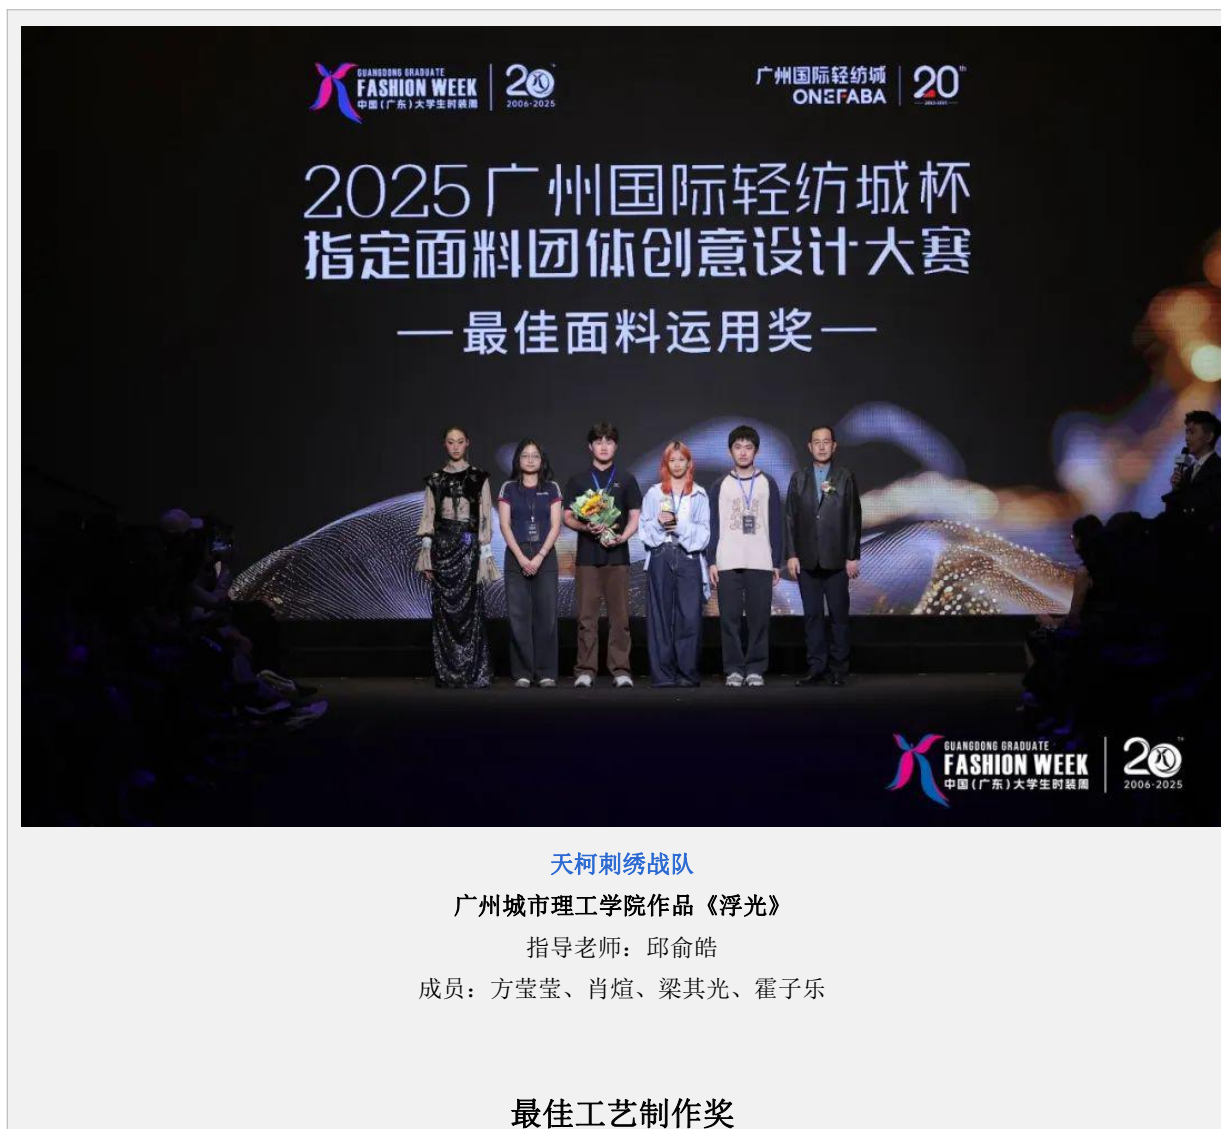 GUANGDONG GRADUATE
FASHION WEEK
中国(广东)大学生时装周
20
2006-2025
广州国际轻纺城
ONEFABA
20th
2025广州国际轻纺城杯
指定面料团体创意设计大赛
—最佳面料运用奖—
GUANGDONG GRADUATE
FASHION WEEK
中国(广东)大学生时装周
20
2006-2025
天柯刺绣战队
广州城市理工学院作品《浮光》
指导老师：邱俞皓
成员：方莹莹、肖煊、梁其光、霍子乐
最佳工艺制作奖